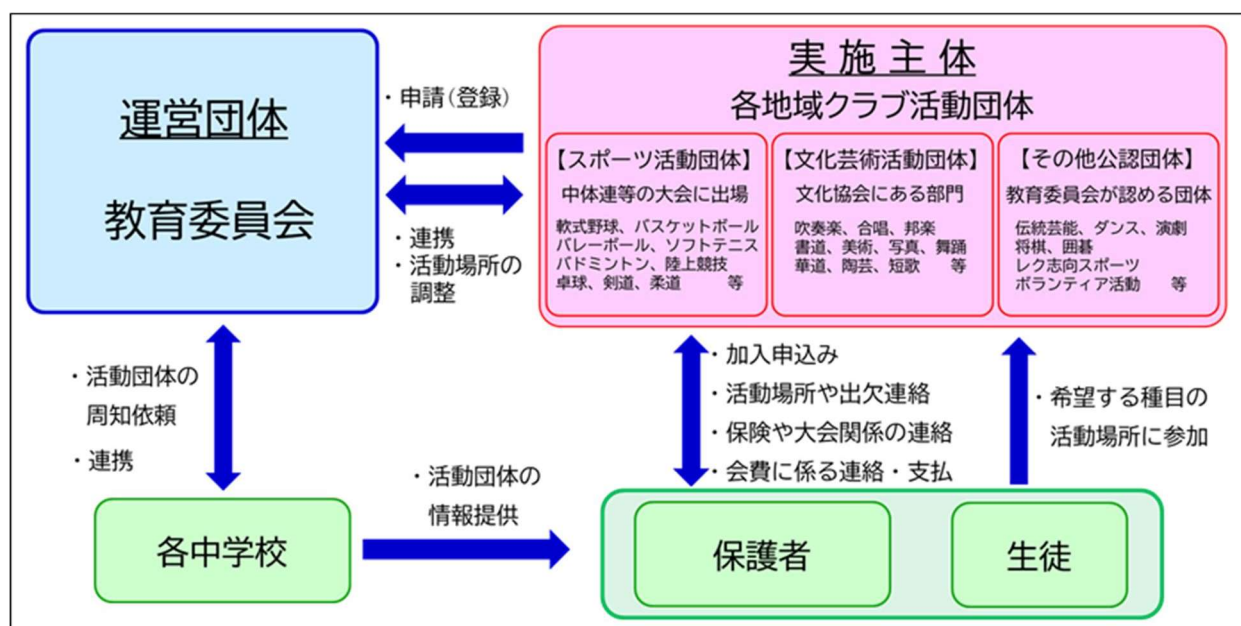 運営団体
教育委員会
・申請（登録）
・連携
・活動場所の
調整
実施主体
各地域クラブ活動団体
【スポーツ活動団体】
中体連等の大会に出場
軟式野球、バスケットボール
バレーボール、ソフトテニス
バドミントン、陸上競技
卓球、剣道、柔道　等
【文化芸術活動団体】
文化協会にある部門
吹奏楽、合唱、邦楽
書道、美術、写真、舞踊
華道、陶芸、短歌　等
【その他公認団体】
教育委員会が認める団体
伝統芸能、ダンス、演劇
将棋、囲碁
レク志向スポーツ
ボランティア活動　等
・活動団体の
周知依頼
・連携
・加入申込み
・活動場所や出欠連絡
・保険や大会関係の連絡
・会費に係る連絡・支払
・希望する種目の
活動場所に参加
各中学校
・活動団体の
情報提供
保護者
生徒